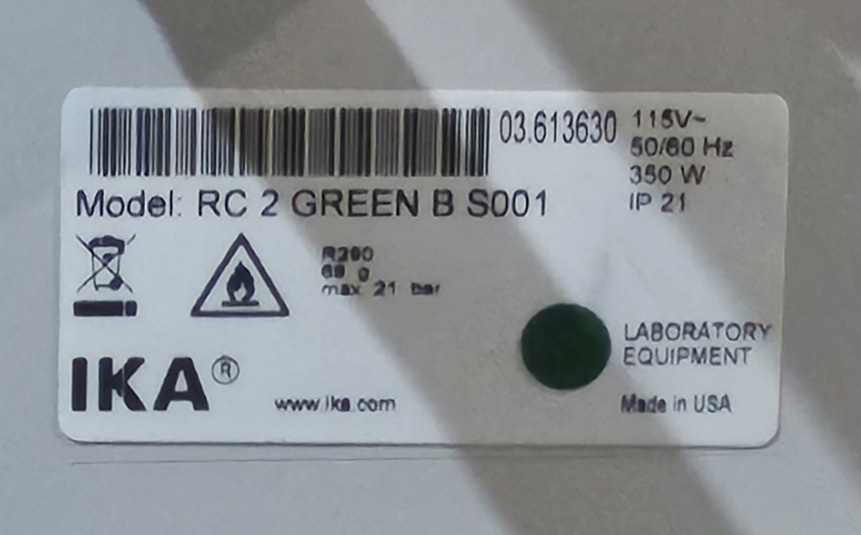 03.613630
115V~
50/60 Hz
350 W
IP 21
Model: RC 2 GREEN B S001
R290
max 21 bar
LABORATORY
EQUIPMENT
IKA®
www.ika.com
Made in USA